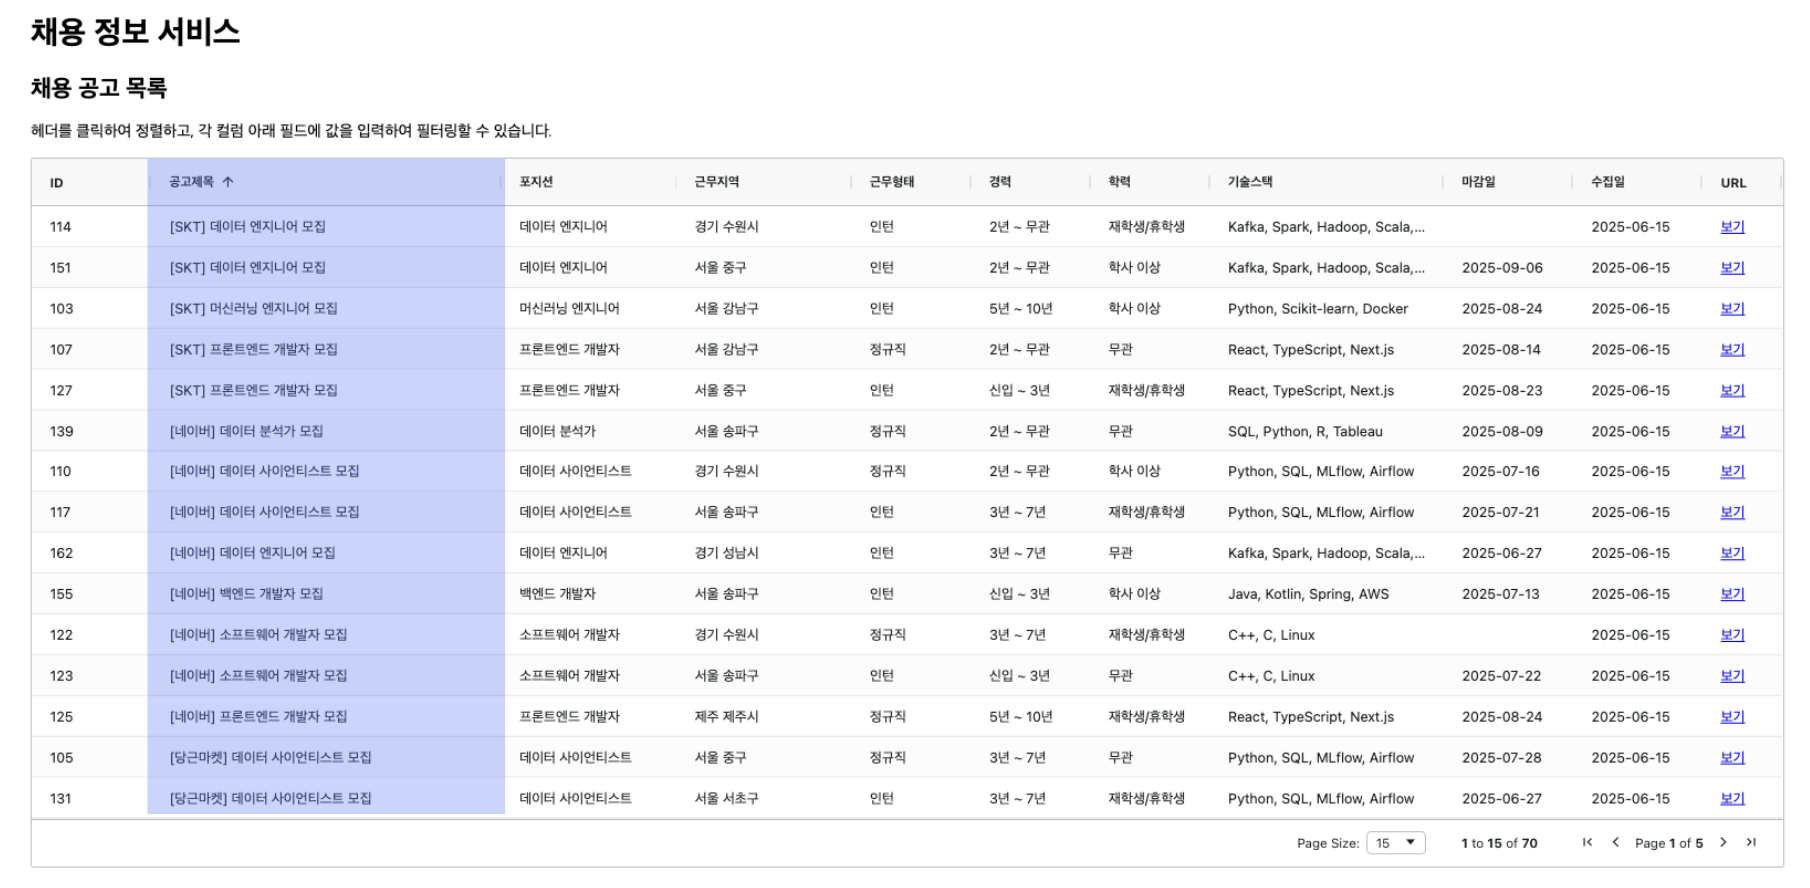 채용 정보 서비스
채용 공고 목록
헤더를 클릭하여 정렬하고, 각 컬럼 아래 필드에 값을 입력하여 필터링할 수 있습니다.
ID 공고제목 ↑ 포지션 근무지역 근무형태 경력 학력 기술스택 마감일 수집일 URL
114 [SKT] 데이터 엔지니어 모집 데이터 엔지니어 경기 수원시 인턴 2년 ~ 무관 재학생/휴학생 Kafka, Spark, Hadoop, Scala,... 2025-06-15 보기
151 [SKT] 데이터 엔지니어 모집 데이터 엔지니어 서울 중구 인턴 2년 ~ 무관 학사 이상 Kafka, Spark, Hadoop, Scala,... 2025-09-06 2025-06-15 보기
103 [SKT] 머신러닝 엔지니어 모집 머신러닝 엔지니어 서울 강남구 인턴 5년 ~ 10년 학사 이상 Python, Scikit-learn, Docker 2025-08-24 2025-06-15 보기
107 [SKT] 프론트엔드 개발자 모집 프론트엔드 개발자 서울 강남구 정규직 2년 ~ 무관 무관 React, TypeScript, Next.js 2025-08-14 2025-06-15 보기
127 [SKT] 프론트엔드 개발자 모집 프론트엔드 개발자 서울 중구 인턴 신입 ~ 3년 재학생/휴학생 React, TypeScript, Next.js 2025-08-23 2025-06-15 보기
139 [네이버] 데이터 분석가 모집 데이터 분석가 서울 송파구 정규직 2년 ~ 무관 무관 SQL, Python, R, Tableau 2025-08-09 2025-06-15 보기
110 [네이버] 데이터 사이언티스트 모집 데이터 사이언티스트 경기 수원시 정규직 2년 ~ 무관 학사 이상 Python, SQL, MLflow, Airflow 2025-07-16 2025-06-15 보기
117 [네이버] 데이터 사이언티스트 모집 데이터 사이언티스트 서울 송파구 인턴 3년 ~ 7년 재학생/휴학생 Python, SQL, MLflow, Airflow 2025-07-21 2025-06-15 보기
162 [네이버] 데이터 엔지니어 모집 데이터 엔지니어 경기 성남시 인턴 3년 ~ 7년 무관 Kafka, Spark, Hadoop, Scala,... 2025-06-27 2025-06-15 보기
155 [네이버] 백엔드 개발자 모집 백엔드 개발자 서울 송파구 인턴 신입 ~ 3년 학사 이상 Java, Kotlin, Spring, AWS 2025-07-13 2025-06-15 보기
122 [네이버] 소프트웨어 개발자 모집 소프트웨어 개발자 경기 수원시 정규직 3년 ~ 7년 재학생/휴학생 C++, C, Linux 2025-06-15 보기
123 [네이버] 소프트웨어 개발자 모집 소프트웨어 개발자 서울 송파구 인턴 신입 ~ 3년 무관 C++, C, Linux 2025-07-22 2025-06-15 보기
125 [네이버] 프론트엔드 개발자 모집 프론트엔드 개발자 제주 제주시 정규직 5년 ~ 10년 재학생/휴학생 React, TypeScript, Next.js 2025-08-24 2025-06-15 보기
105 [당근마켓] 데이터 사이언티스트 모집 데이터 사이언티스트 서울 중구 정규직 3년 ~ 7년 무관 Python, SQL, MLflow, Airflow 2025-07-28 2025-06-15 보기
131 [당근마켓] 데이터 사이언티스트 모집 데이터 사이언티스트 서울 서초구 인턴 3년 ~ 7년 재학생/휴학생 Python, SQL, MLflow, Airflow 2025-06-27 2025-06-15 보기
Page Size: 15 1 to 15 of 70 Page 1 of 5